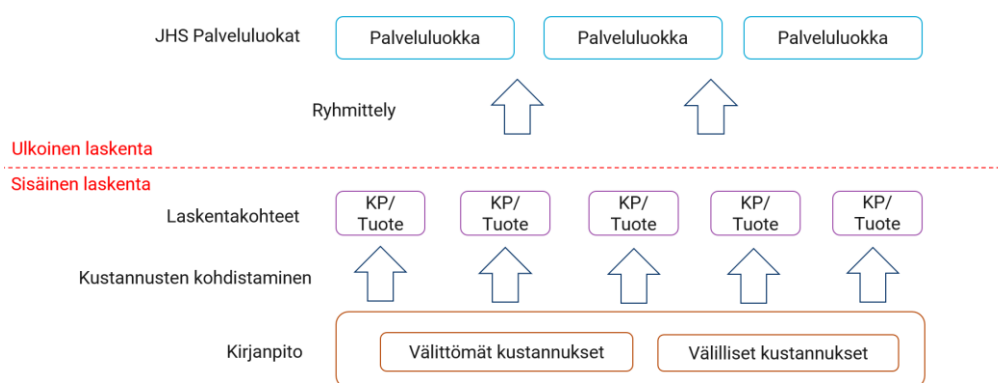 JHS Palveluluokat
Palveluluokka
Palveluluokka
Palveluluokka
Ryhmittely
Ulkoinen laskenta
Sisäinen laskenta
Laskentakohteet
KP/
Tuote
KP/
Tuote
KP/
Tuote
KP/
Tuote
KP/
Tuote
Kustannusten kohdistaminen
Kirjanpito
Välittömät kustannukset
Välilliset kustannukset